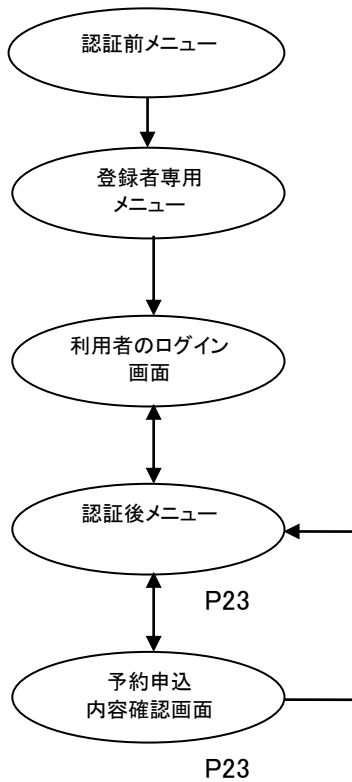 認証前メニュー
登録者専用
メニュー
利用者のログイン
画面
認証後メニュー
P23
予約申込
内容確認画面
P23